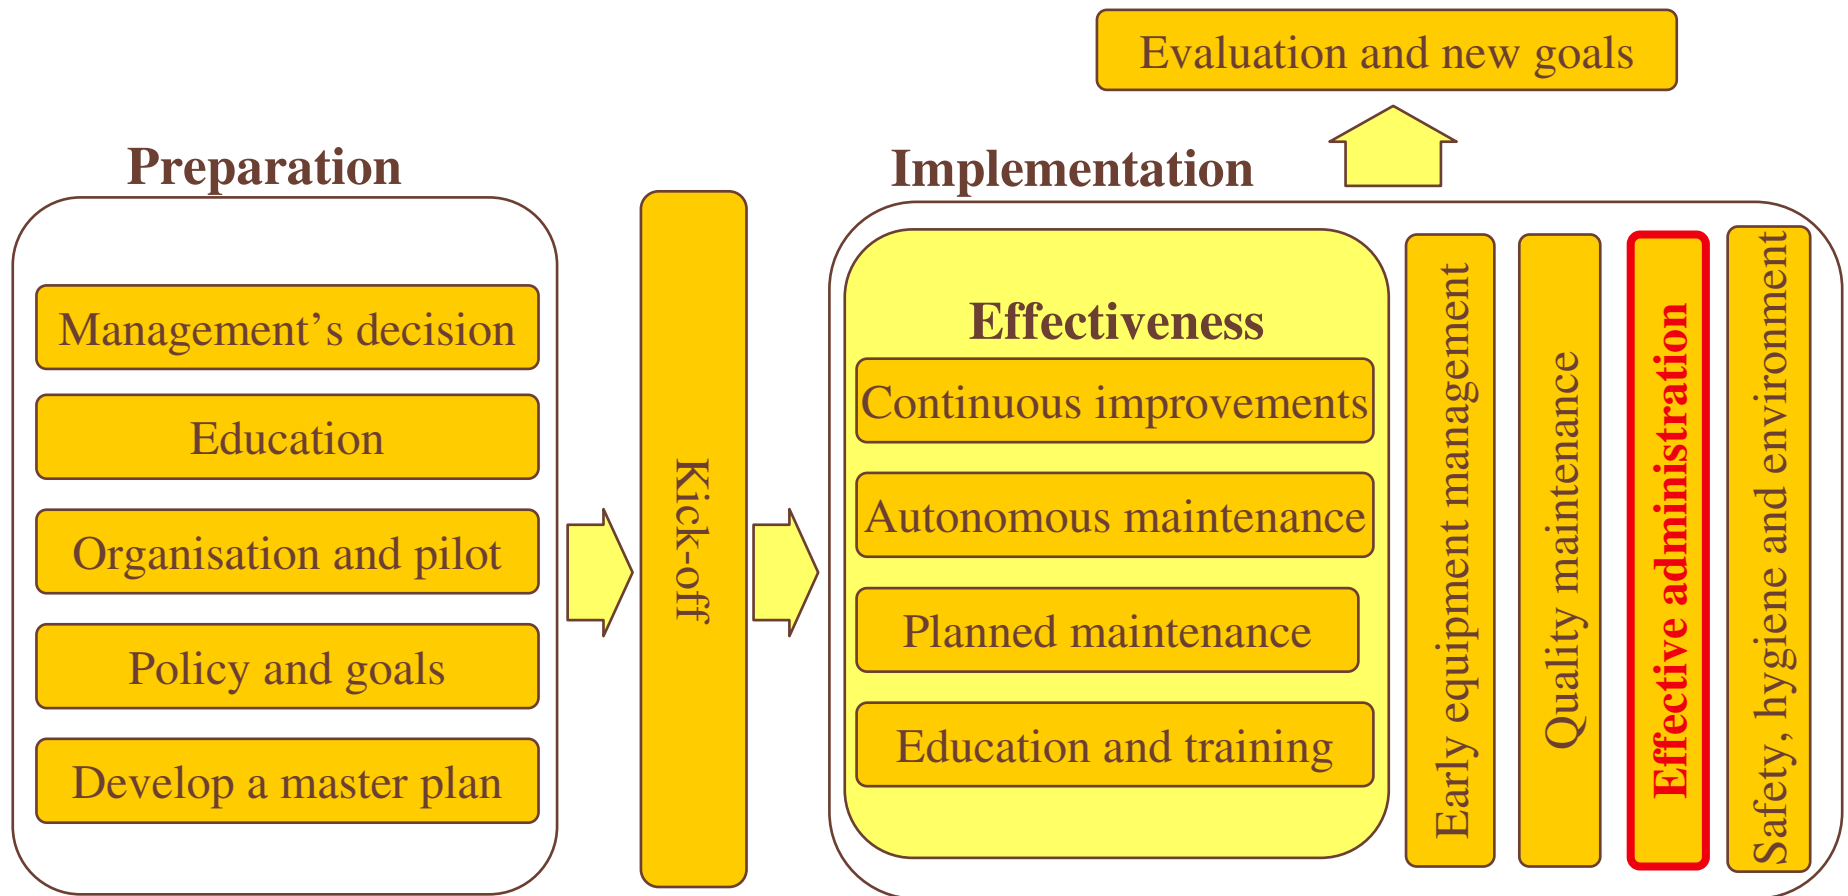 Evaluation and new goals
Preparation
Management’s decision
Education
Organisation and pilot
Policy and goals
Develop a master plan
Kick-off
Implementation
Effectiveness
Continuous improvements
Autonomous maintenance
Planned maintenance
Education and training
Early equipment management
Quality maintenance
Effective administration
Safety, hygiene and environment